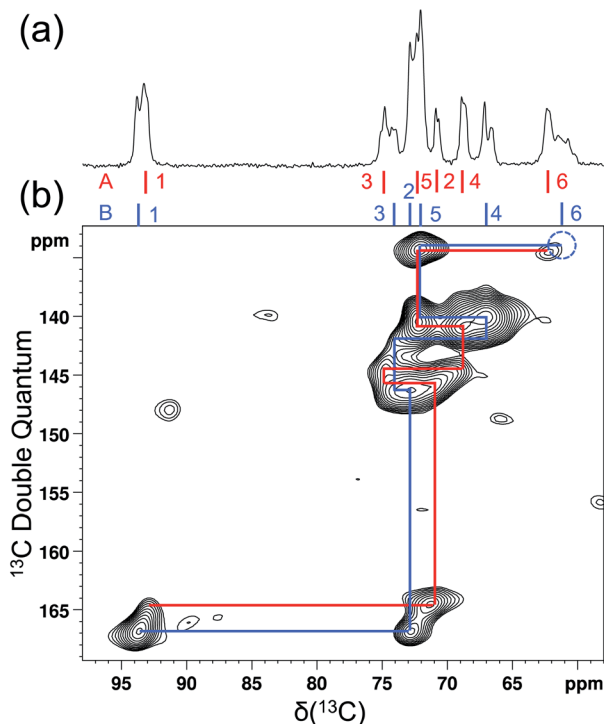 (a)
A 1 3 5 2 4 6
2
B 1 3 5 4 6
(b)
ppm
140
145
150
155
160
165
¹³C Double Quantum
95 90 85 80 75 70 65 ppm
δ(¹³C)